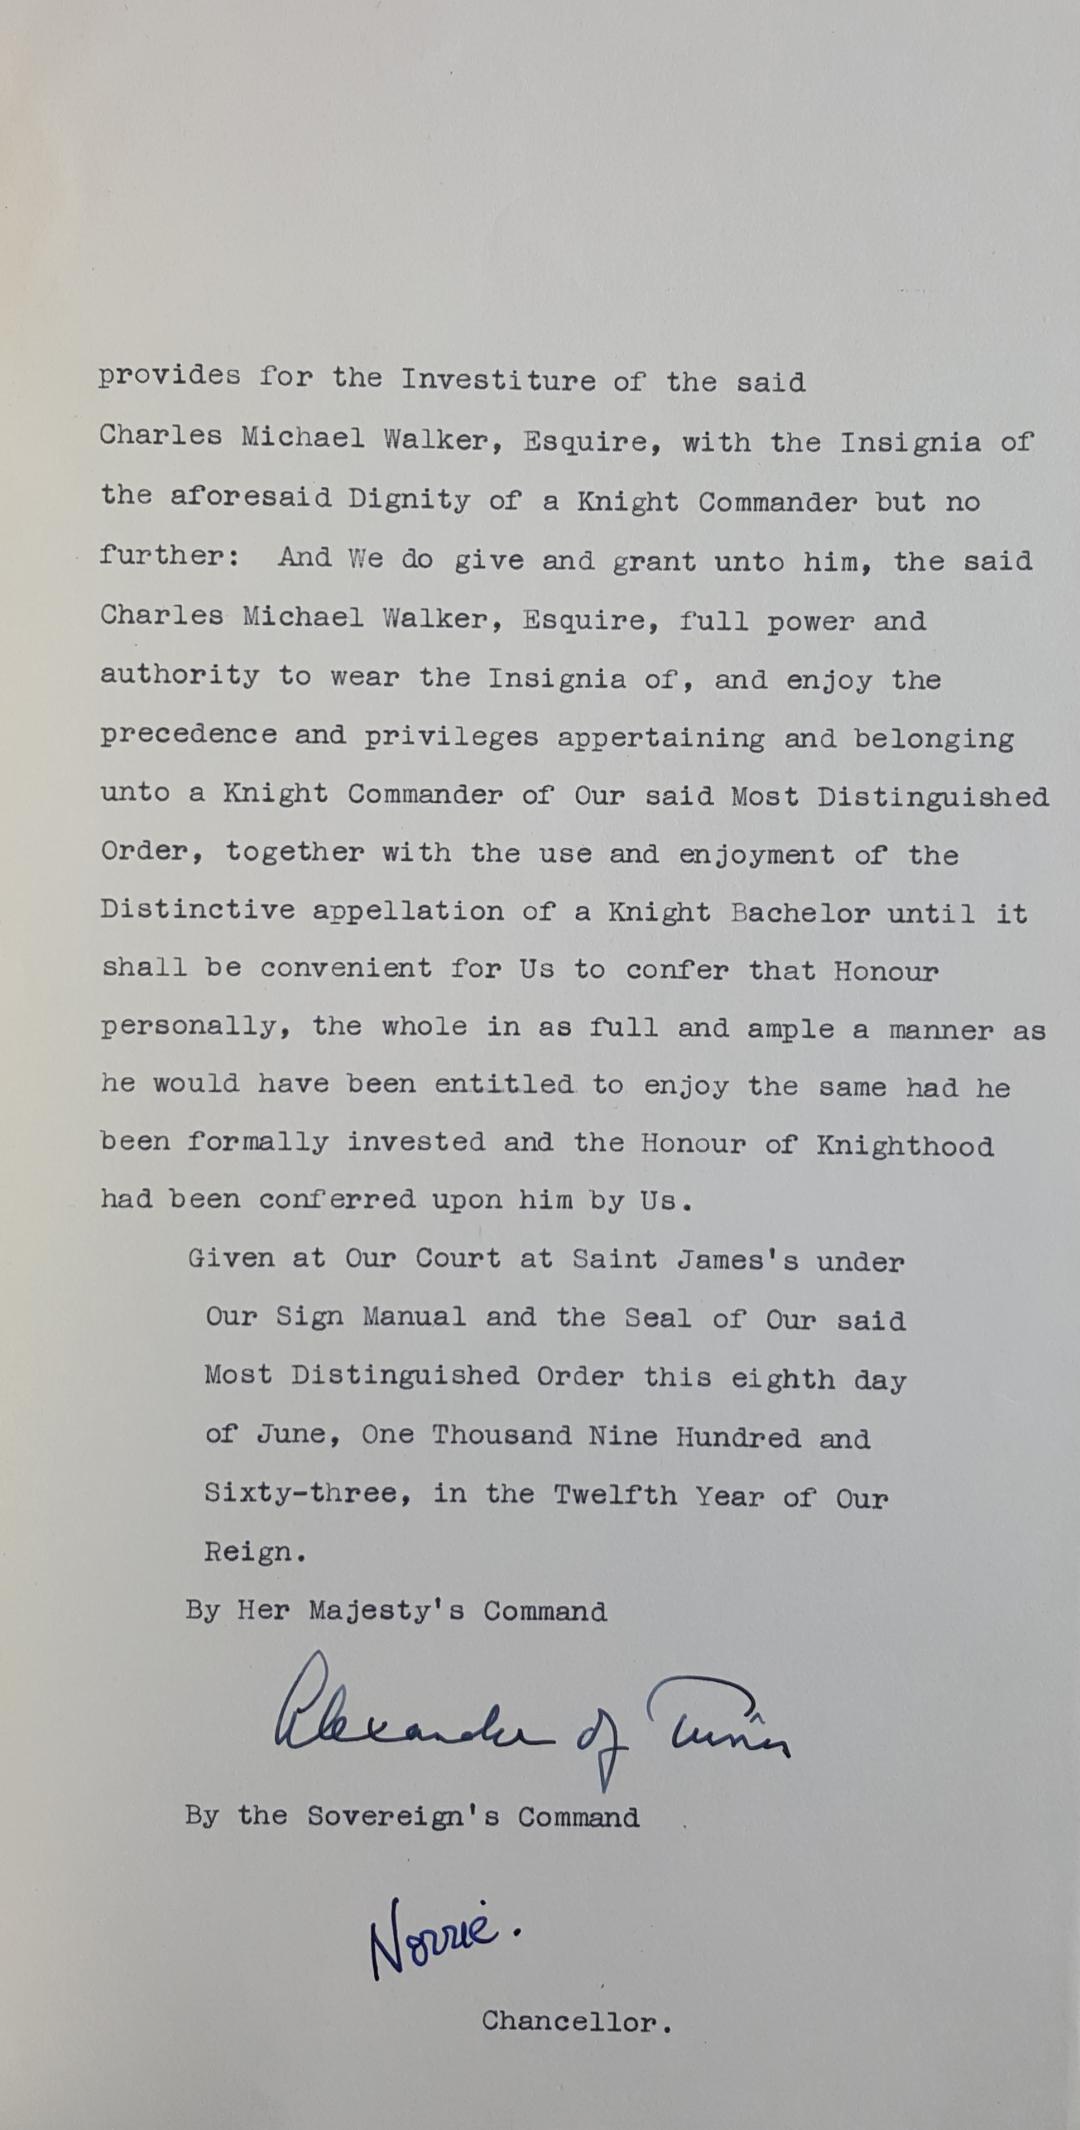 provides for the Investiture of the said
Charles Michael Walker, Esquire, with the Insignia of
the aforesaid Dignity of a Knight Commander but no
further: And We do give and grant unto him, the said
Charles Michael Walker, Esquire, full power and
authority to wear the Insignia of, and enjoy the
precedence and privileges appertaining and belonging
unto a Knight Commander of Our said Most Distinguished
Order, together with the use and enjoyment of the
Distinctive appellation of a Knight Bachelor until it
shall be convenient for Us to confer that Honour
personally, the whole in as full and ample a manner as
he would have been entitled to enjoy the same had he
been formally invested and the Honour of Knighthood
had been conferred upon him by Us.
Given at Our Court at Saint James's under
Our Sign Manual and the Seal of Our said
Most Distinguished Order this eighth day
of June, One Thousand Nine Hundred and
Sixty-three, in the Twelfth Year of Our
Reign.
By Her Majesty's Command
Alexander of Tunis
By the Sovereign's Command
Norrie.
Chancellor.